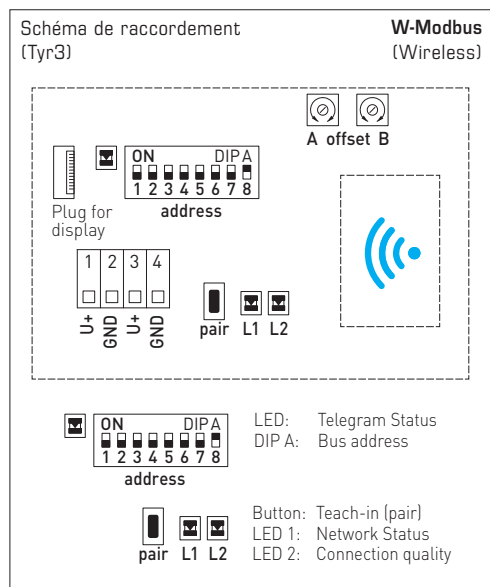 Schéma de raccordement
(Tyr3)
W-Modbus
(Wireless)
A offset B
ON DIP A
1 2 3 4 5 6 7 8
address
Plug for
display
1 2 3 4
U+ GND U+ GND
pair L1 L2
ON DIP A
1 2 3 4 5 6 7 8
address
LED: Telegram Status
DIP A: Bus address
pair L1 L2
Button: Teach-in (pair)
LED 1: Network Status
LED 2: Connection quality